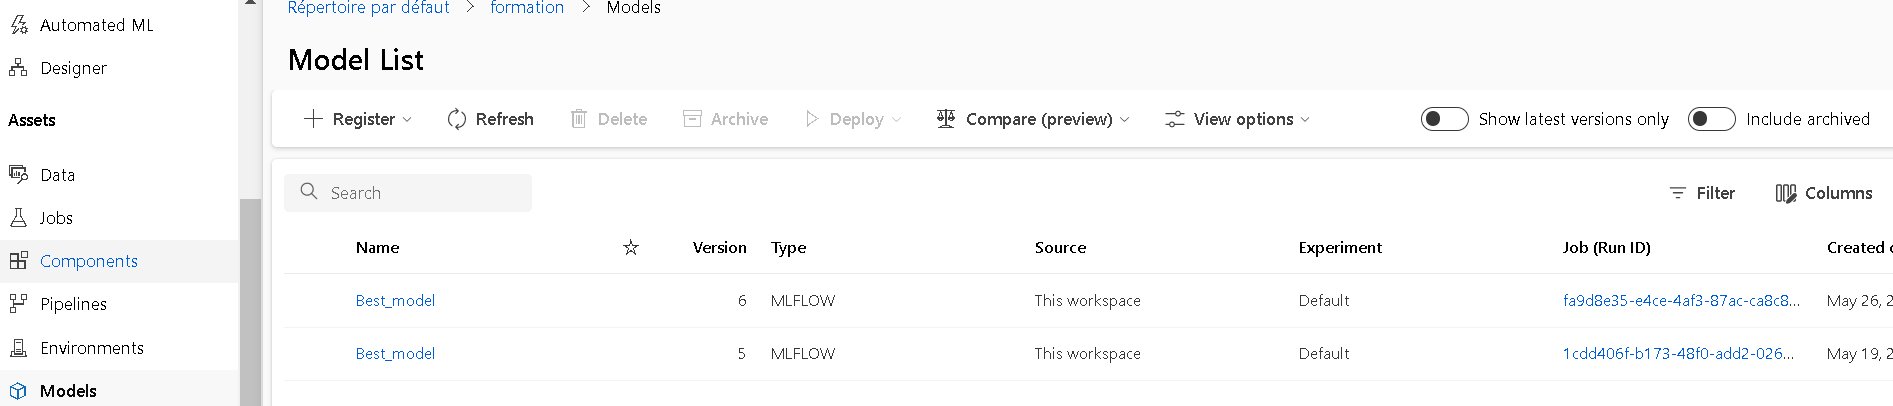 Automated ML
Designer
Assets
Data
Jobs
Components
Pipelines
Environments
Models
Répertoire par défaut > formation > Models
Model List
Register Refresh Delete Archive Deploy Compare (preview) View options Show latest versions only Include archived
Search Filter Columns
Name Version Type Source Experiment Job (Run ID) Created
Best_model 6 MLFLOW This workspace Default fa9d8e35-e4ce-4af3-87ac-ca8c8... May 26, 2
Best_model 5 MLFLOW This workspace Default 1cdd406f-b173-48f0-add2-026... May 19, 2